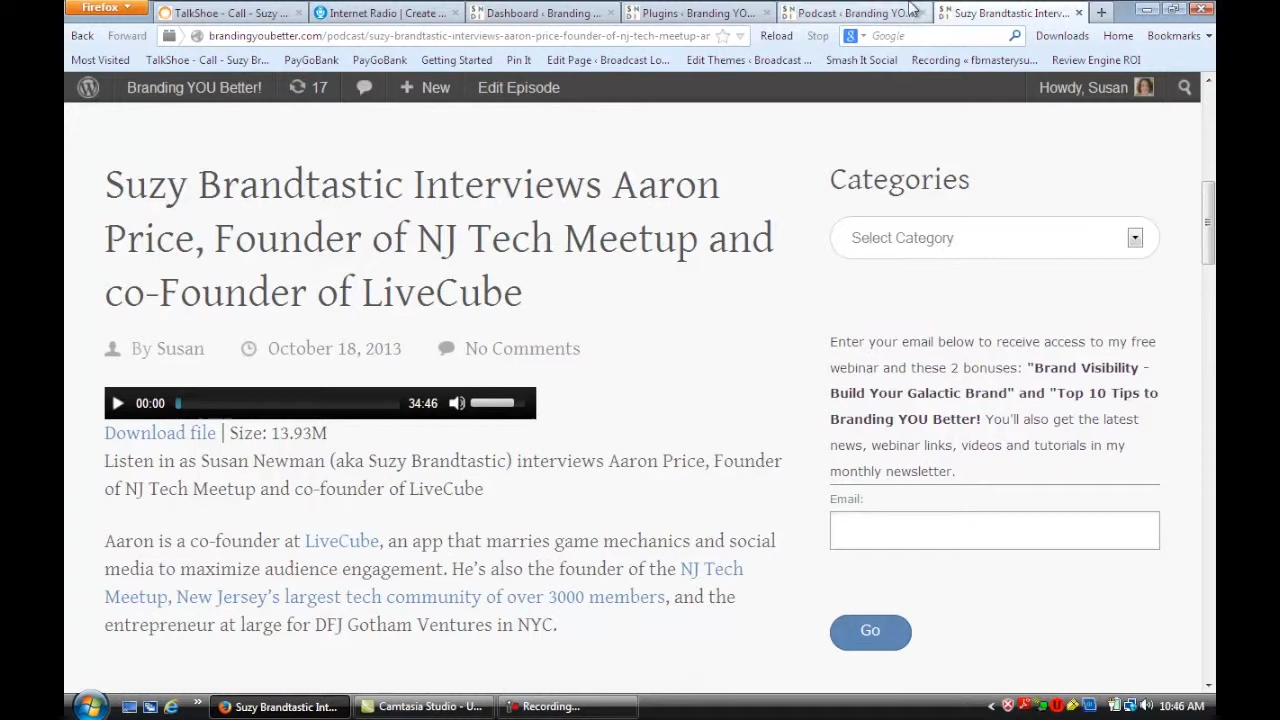 Firefox
TalkShoe - Call - Suzy ...
Internet Radio | Create ...
Dashboard ‹ Branding ...
Plugins ‹ Branding YO...
Podcast ‹ Branding YO...
Suzy Brandtastic Interv...
Back Forward brandingyoubetter.com/podcast/suzy-brandtastic-interviews-aaron-price-founder-of-nj-tech-meetup-ar Reload Stop Google Downloads Home Bookmarks
Most Visited TalkShoe - Call - Suzy Br... PayGoBank PayGoBank Getting Started Pin It Edit Page ‹ Broadcast Lo... Edit Themes ‹ Broadcast ... Smash It Social Recording « fbmasterysu... Review Engine ROI
Branding YOU Better! 17 New Edit Episode Howdy, Susan
Suzy Brandtastic Interviews Aaron
Price, Founder of NJ Tech Meetup and
co-Founder of LiveCube
By Susan October 18, 2013 No Comments
00:00 34:46
Download file | Size: 13.93M
Listen in as Susan Newman (aka Suzy Brandtastic) interviews Aaron Price, Founder
of NJ Tech Meetup and co-founder of LiveCube
Aaron is a co-founder at LiveCube, an app that marries game mechanics and social
media to maximize audience engagement. He's also the founder of the NJ Tech
Meetup, New Jersey's largest tech community of over 3000 members, and the
entrepreneur at large for DFJ Gotham Ventures in NYC.
Categories
Select Category
Enter your email below to receive access to my free
webinar and these 2 bonuses: "Brand Visibility -
Build Your Galactic Brand" and "Top 10 Tips to
Branding YOU Better! You'll also get the latest
news, webinar links, videos and tutorials in my
monthly newsletter.
Email:
Go
Suzy Brandtastic Int... Camtasia Studio - U... Recording... 10:46 AM